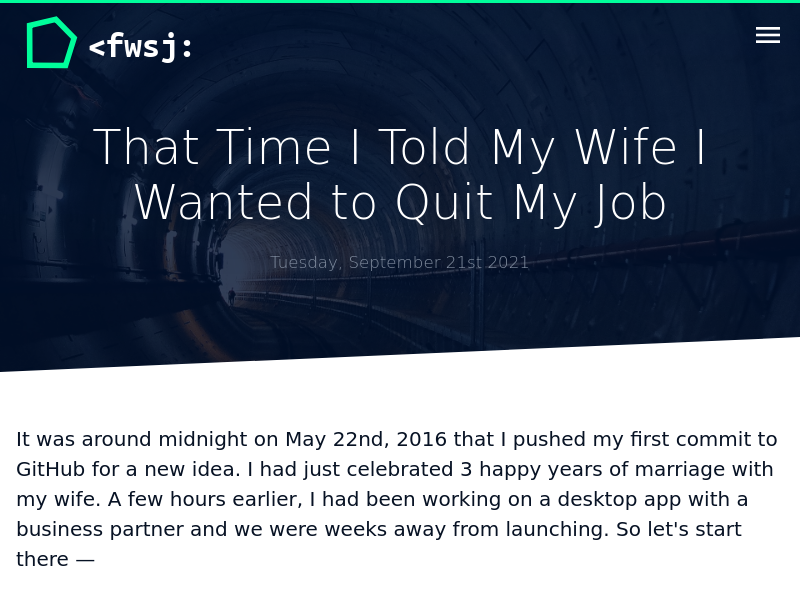 <fwsj:
That Time I Told My Wife I
Wanted to Quit My Job
Tuesday, September 21st 2021
It was around midnight on May 22nd, 2016 that I pushed my first commit to
GitHub for a new idea. I had just celebrated 3 happy years of marriage with
my wife. A few hours earlier, I had been working on a desktop app with a
business partner and we were weeks away from launching. So let's start
there —